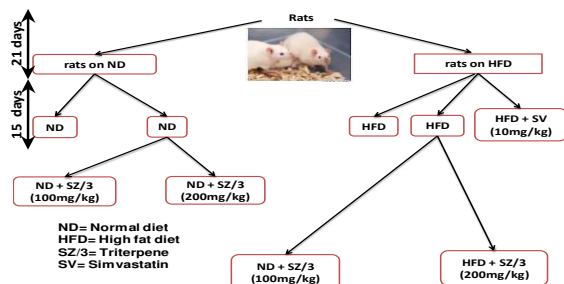 Rats
21 days
rats on ND
rats on HFD
15 days
ND
ND
HFD
HFD
HFD + SV
(10mg/kg)
ND + SZ/3
(100mg/kg)
ND + SZ/3
(200mg/kg)
ND= Normal diet
HFD= High fat diet
SZ/3= Triterpene
SV= Simvastatin
ND + SZ/3
(100mg/kg)
HFD + SZ/3
(200mg/kg)